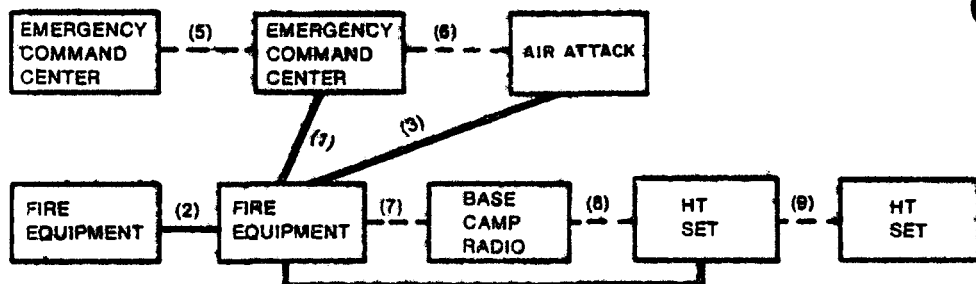 EMERGENCY
COMMAND
CENTER
(5)
EMERGENCY
COMMAND
CENTER
(6)
AIR ATTACK
(1)
(3)
FIRE
EQUIPMENT
(2)
FIRE
EQUIPMENT
(7)
BASE
CAMP
RADIO
(8)
HT
SET
(9)
HT
SET